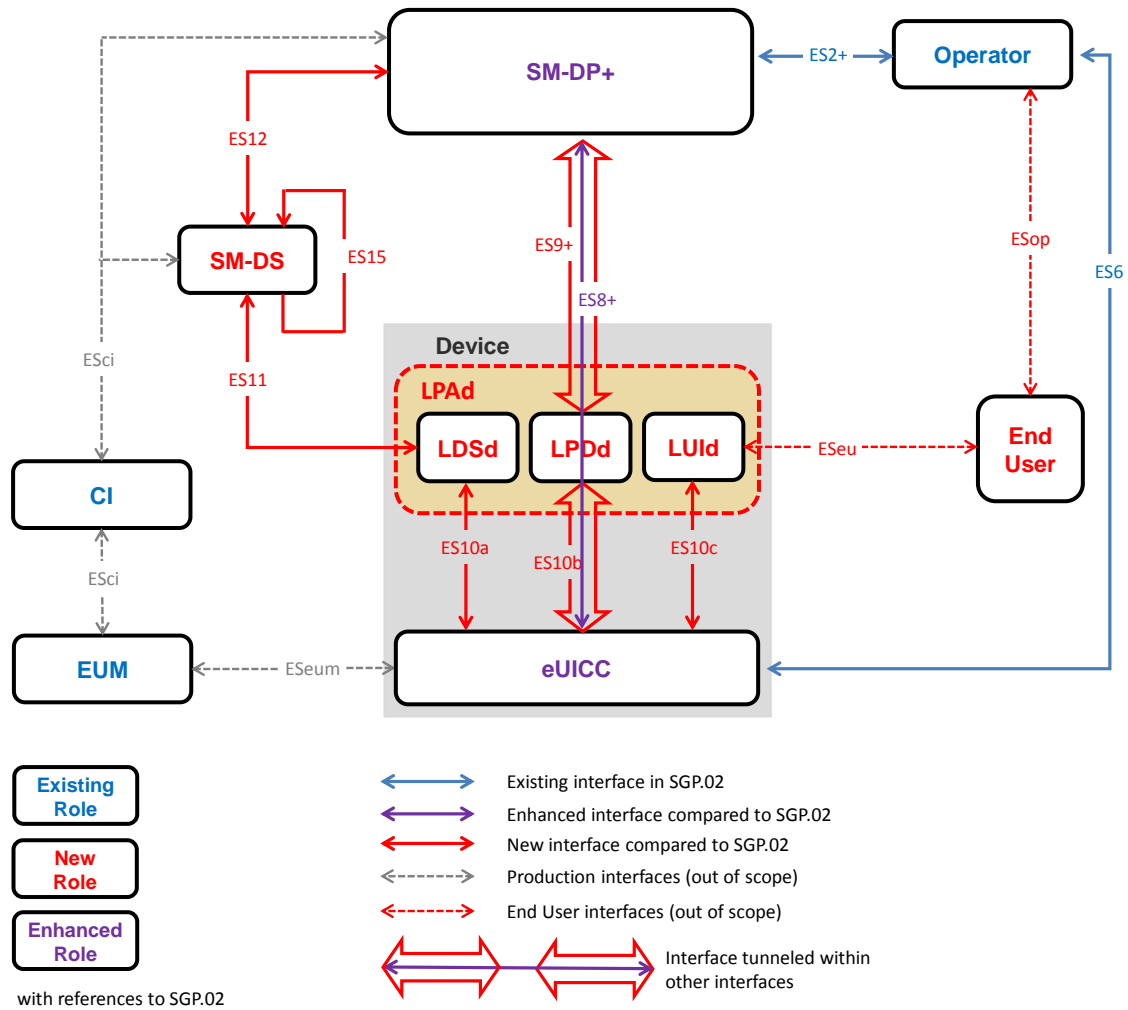 SM-DP+
ES2+
Operator
ES12
SM-DS
ES15
ES9+
ESop
ES6
ES8+
Device
ESci
ES11
LPAd
LDSd
LPDd
LUId
ESeu
End
User
CI
ES10a
ES10b
ES10c
ESci
EUM
ESeum
eUICC
Existing
Role
New
Role
Enhanced
Role
with references to SGP.02
Existing interface in SGP.02
Enhanced interface compared to SGP.02
New interface compared to SGP.02
Production interfaces (out of scope)
End User interfaces (out of scope)
Interface tunneled within
other interfaces